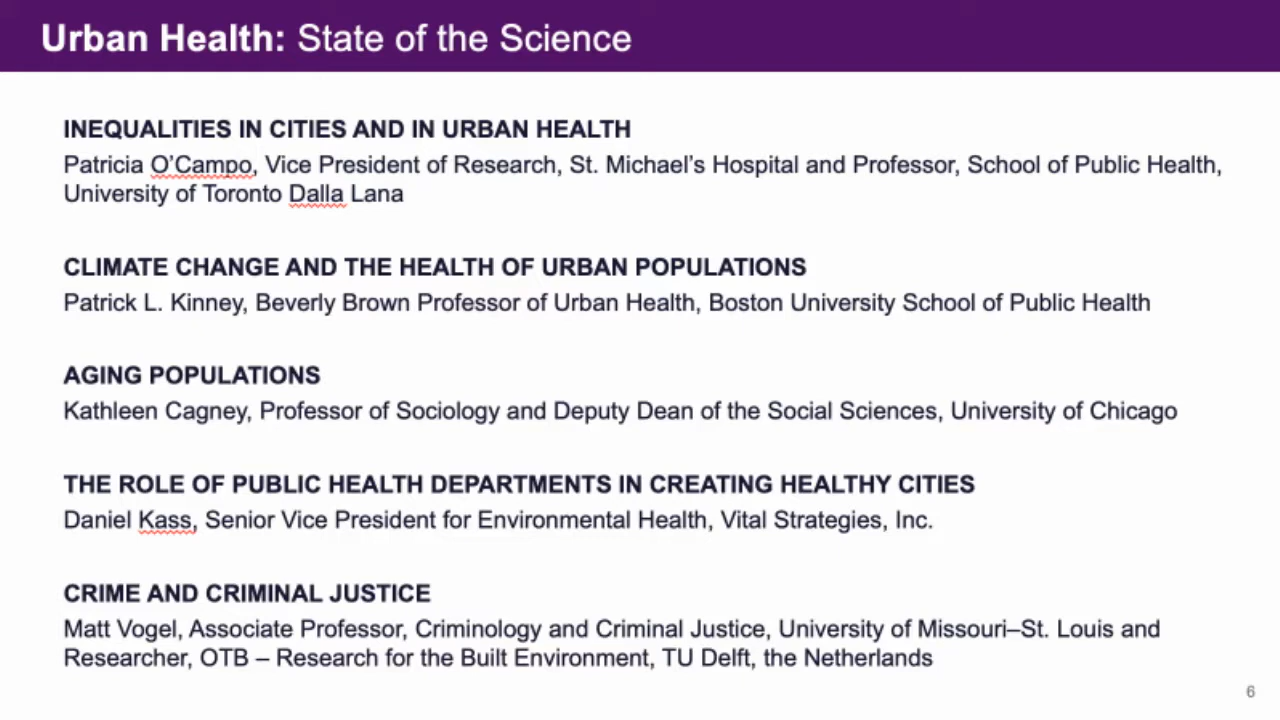 Urban Health: State of the Science
INEQUALITIES IN CITIES AND IN URBAN HEALTH
Patricia O'Campo, Vice President of Research, St. Michael's Hospital and Professor, School of Public Health,
University of Toronto Dalla Lana
CLIMATE CHANGE AND THE HEALTH OF URBAN POPULATIONS
Patrick L. Kinney, Beverly Brown Professor of Urban Health, Boston University School of Public Health
AGING POPULATIONS
Kathleen Cagney, Professor of Sociology and Deputy Dean of the Social Sciences, University of Chicago
THE ROLE OF PUBLIC HEALTH DEPARTMENTS IN CREATING HEALTHY CITIES
Daniel Kass, Senior Vice President for Environmental Health, Vital Strategies, Inc.
CRIME AND CRIMINAL JUSTICE
Matt Vogel, Associate Professor, Criminology and Criminal Justice, University of Missouri–St. Louis and
Researcher, OTB – Research for the Built Environment, TU Delft, the Netherlands
6